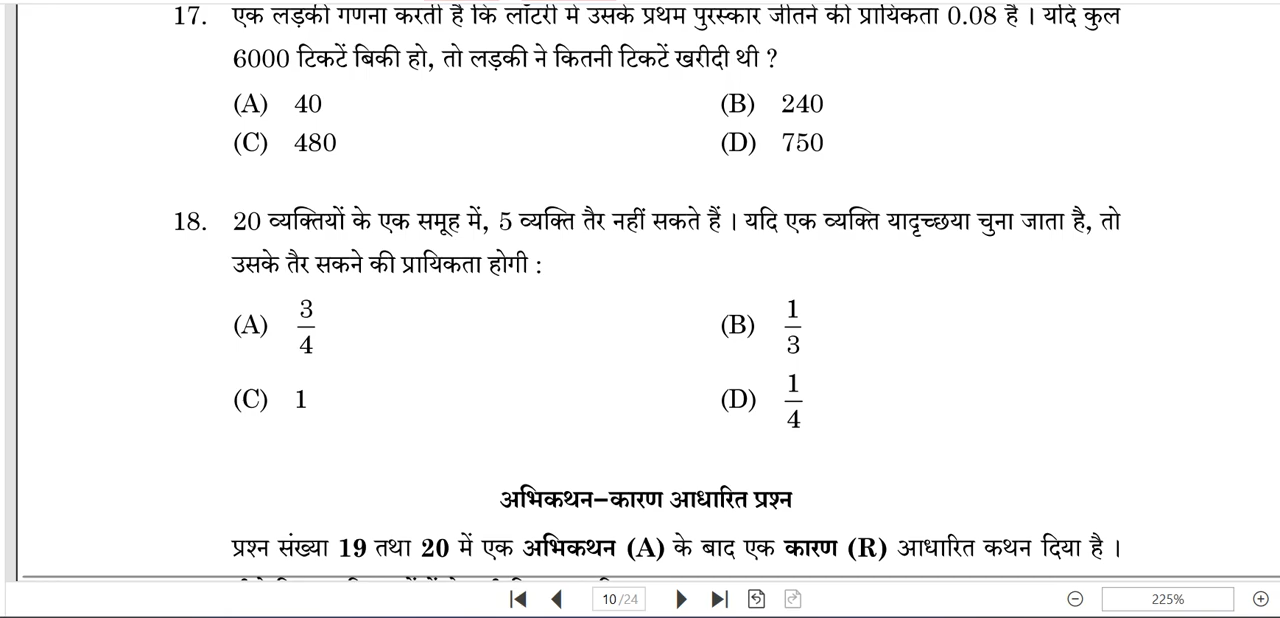 17. एक लड़की गणना करती है कि लॉटरी में उसके प्रथम पुरस्कार जीतने की प्रायिकता 0.08 है । यदि कुल
6000 टिकटें बिकी हो, तो लड़की ने कितनी टिकटें खरीदी थी ?
(A) 40 (B) 240
(C) 480 (D) 750
18. 20 व्यक्तियों के एक समूह में, 5 व्यक्ति तैर नहीं सकते हैं । यदि एक व्यक्ति यादृच्छया चुना जाता है, तो
उसके तैर सकने की प्रायिकता होगी :
(A) 3/4 (B) 1/3
(C) 1 (D) 1/4
अभिकथन–कारण आधारित प्रश्न
प्रश्न संख्या 19 तथा 20 में एक अभिकथन (A) के बाद एक कारण (R) आधारित कथन दिया है ।
10/24 225%